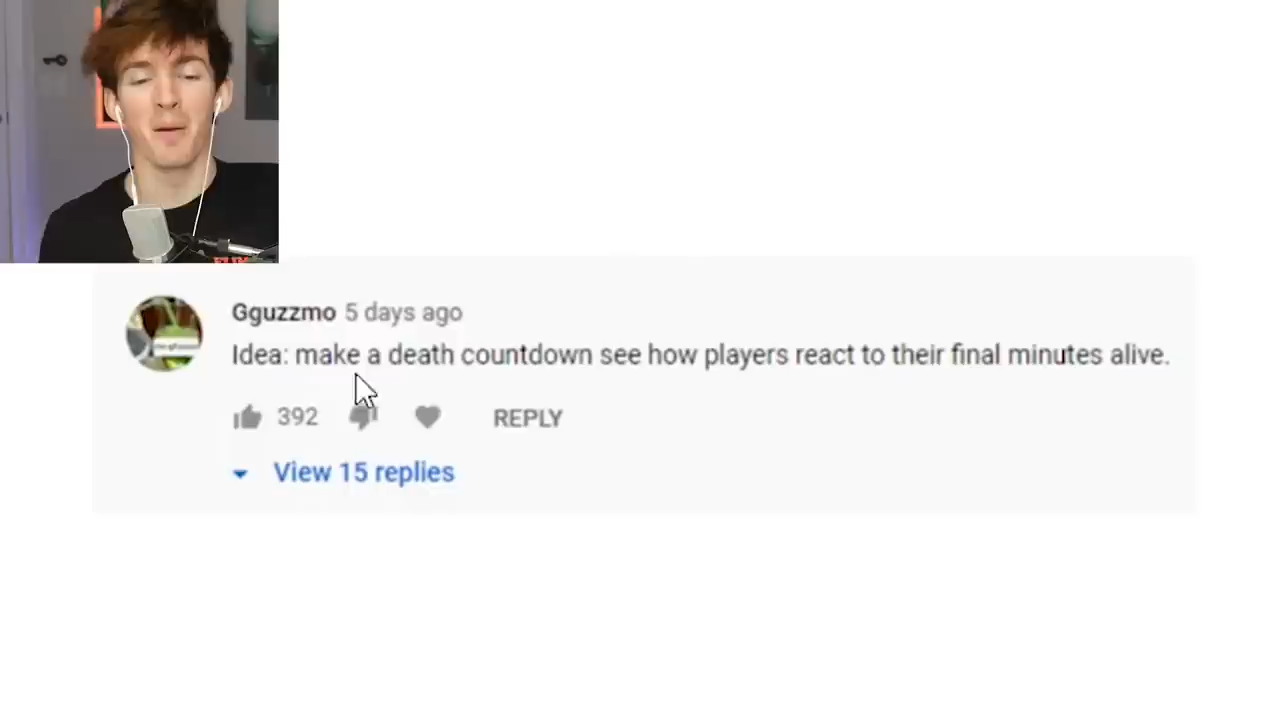 Gguzzmo 5 days ago
Idea: make a death countdown see how players react to their final minutes alive.
392 REPLY
View 15 replies